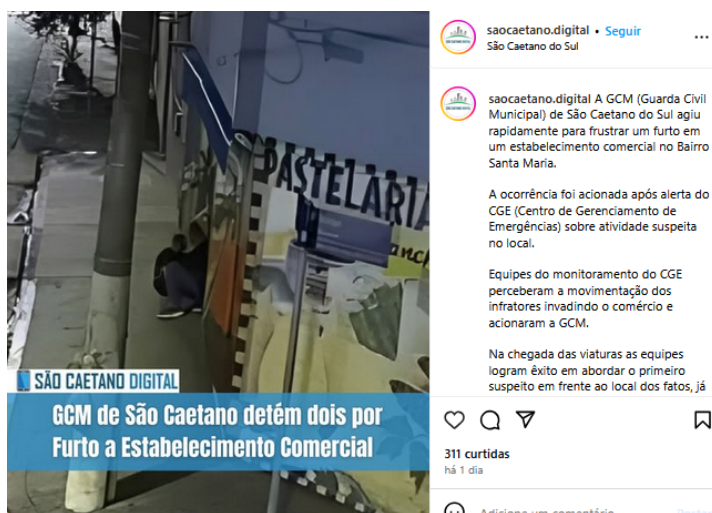 PASTELARIA
anch
SÃO CAETANO DIGITAL
GCM de São Caetano detém dois por
Furto a Estabelecimento Comercial
saocaetano.digital • Seguir
São Caetano do Sul
saocaetano.digital A GCM (Guarda Civil
Municipal) de São Caetano do Sul agiu
rapidamente para frustrar um furto em
um estabelecimento comercial no Bairro
Santa Maria.
A ocorrência foi acionada após alerta do
CGE (Centro de Gerenciamento de
Emergências) sobre atividade suspeita
no local.
Equipes do monitoramento do CGE
perceberam a movimentação dos
infratores invadindo o comércio e
acionaram a GCM.
Na chegada das viaturas as equipes
logram êxito em abordar o primeiro
suspeito em frente ao local dos fatos, já
311 curtidas
há 1 dia
Adicione um comentário